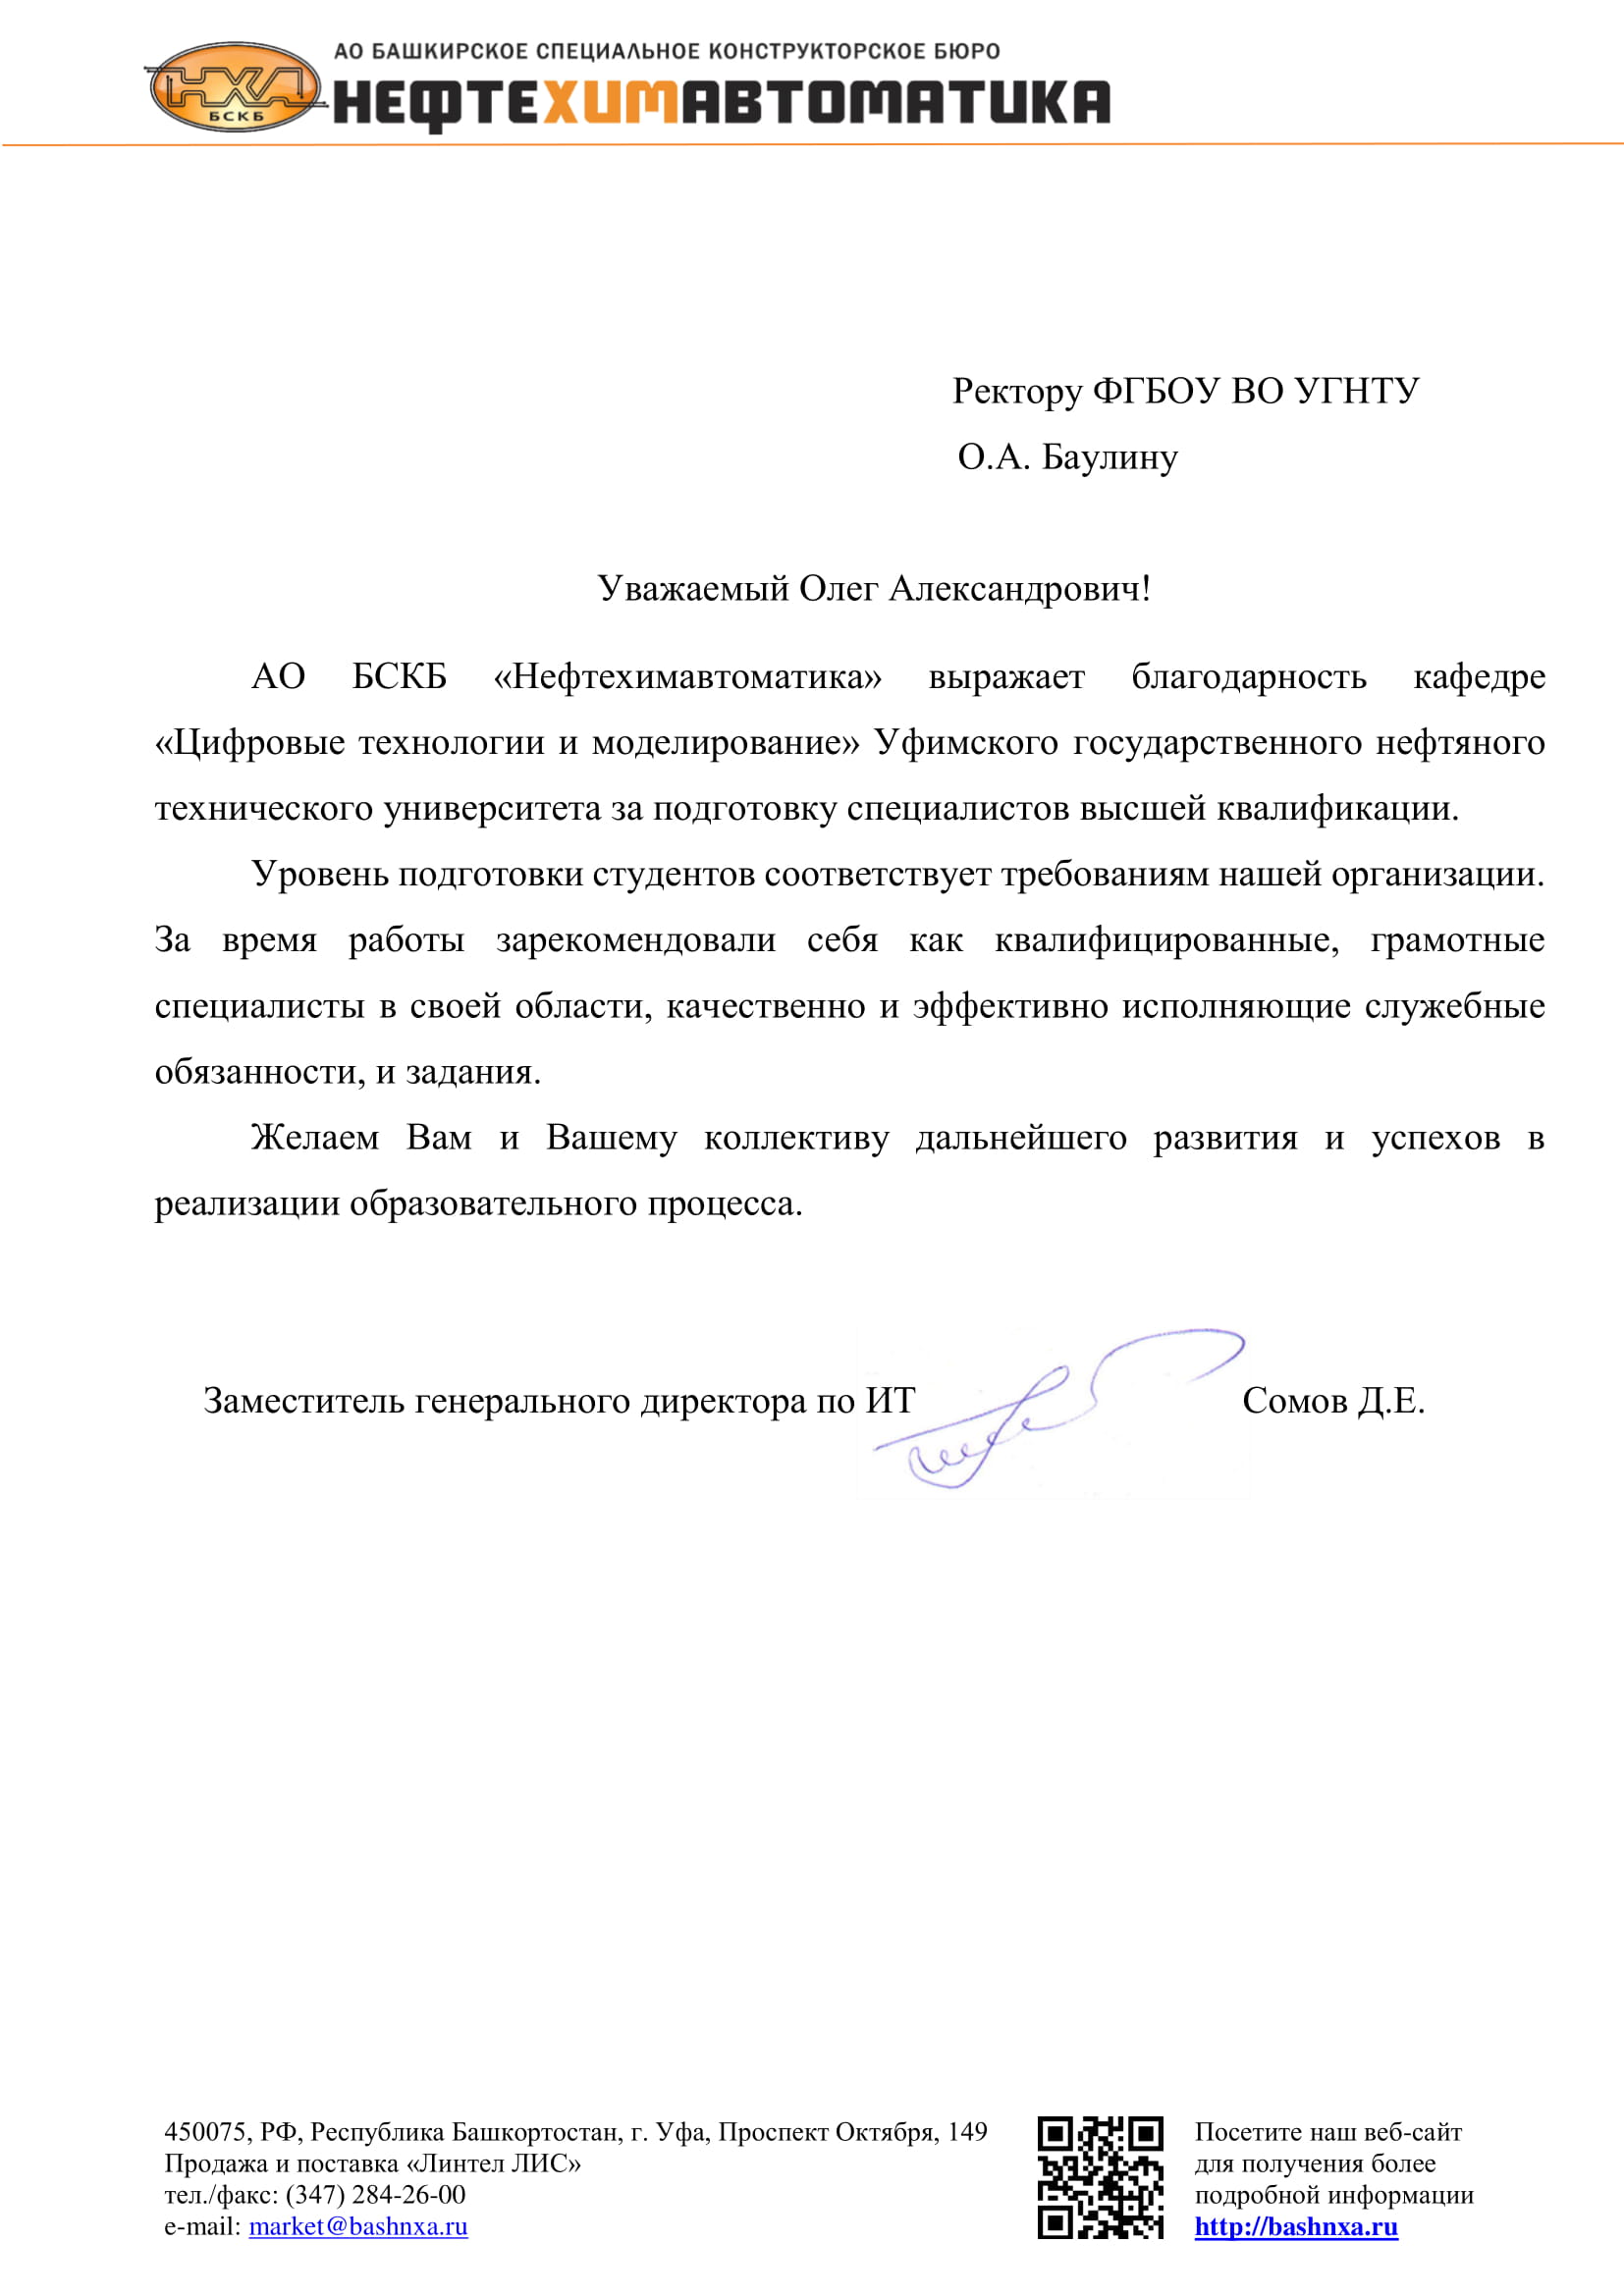 АО БАШКИРСКОЕ СПЕЦИАЛЬНОЕ КОНСТРУКТОРСКОЕ БЮРО
НЕФТЕХИМАВТОМАТИКА
НХА
БСКБ
Ректору ФГБОУ ВО УГНТУ
О.А. Баулину
Уважаемый Олег Александрович!
АО БСКБ «Нефтехимавтоматика» выражает благодарность кафедре
«Цифровые технологии и моделирование» Уфимского государственного нефтяного
технического университета за подготовку специалистов высшей квалификации.
Уровень подготовки студентов соответствует требованиям нашей организации.
За время работы зарекомендовали себя как квалифицированные, грамотные
специалисты в своей области, качественно и эффективно исполняющие служебные
обязанности, и задания.
Желаем Вам и Вашему коллективу дальнейшего развития и успехов в
реализации образовательного процесса.
Заместитель генерального директора по ИТ Сомов Д.Е.
450075, РФ, Республика Башкортостан, г. Уфа, Проспект Октября, 149
Продажа и поставка «Линтел ЛИС»
тел./факс: (347) 284-26-00
e-mail: market@bashnxa.ru
Посетите наш веб-сайт
для получения более
подробной информации
http://bashnxa.ru